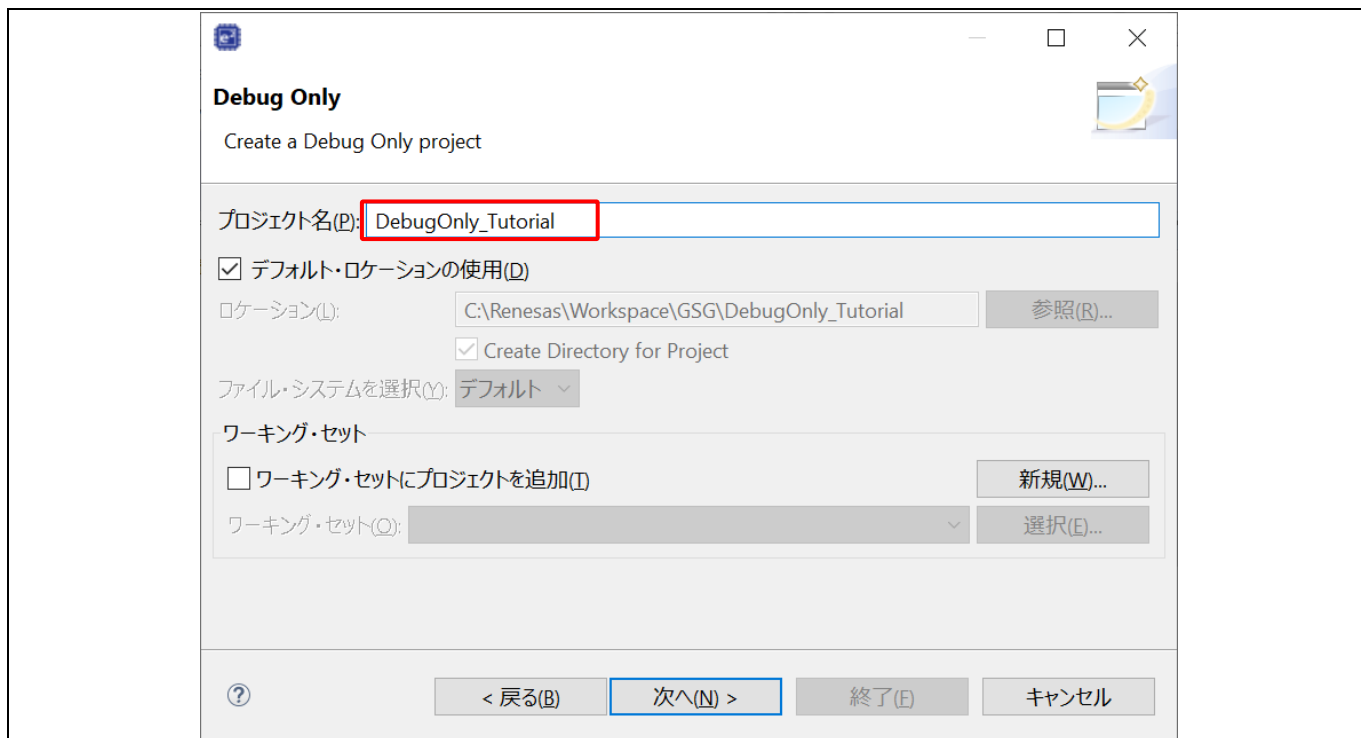 Debug Only
Create a Debug Only project
プロジェクト名(P): DebugOnly_Tutorial
デフォルト・ロケーションの使用(D)
ロケーション(L): C:\Renesas\Workspace\GSG\DebugOnly_Tutorial 参照(R)...
Create Directory for Project
ファイル・システムを選択(Y): デフォルト
ワーキング・セット
ワーキング・セットにプロジェクトを追加(T) 新規(W)...
ワーキング・セット(O): 選択(E)...
< 戻る(B) 次へ(N) > 終了(F) キャンセル